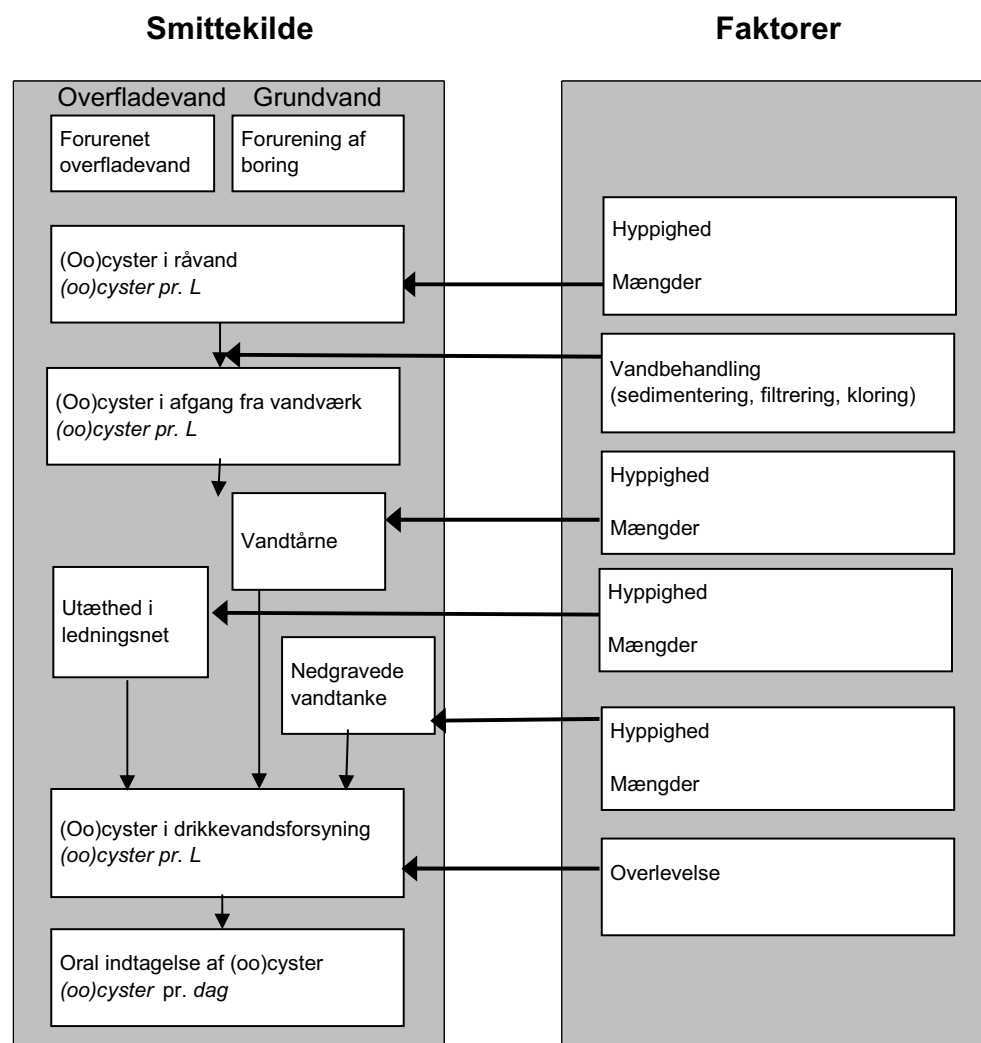 Smittekilde
Faktorer
Overfladevand
Grundvand
Forurenet
overfladevand
Forurening af
boring
(Oo)cyster i råvand
(oo)cyster pr. L
Hyppighed
Mængder
Vandbehandling
(sedimentering, filtrering, kloring)
(Oo)cyster i afgang fra vandværk
(oo)cyster pr. L
Hyppighed
Mængder
Vandtårne
Utæthed i
ledningsnet
Hyppighed
Mængder
Nedgravede
vandtanke
Hyppighed
Mængder
(Oo)cyster i drikkevandsforsyning
(oo)cyster pr. L
Overlevelse
Oral indtagelse af (oo)cyster
(oo)cyster pr. dag